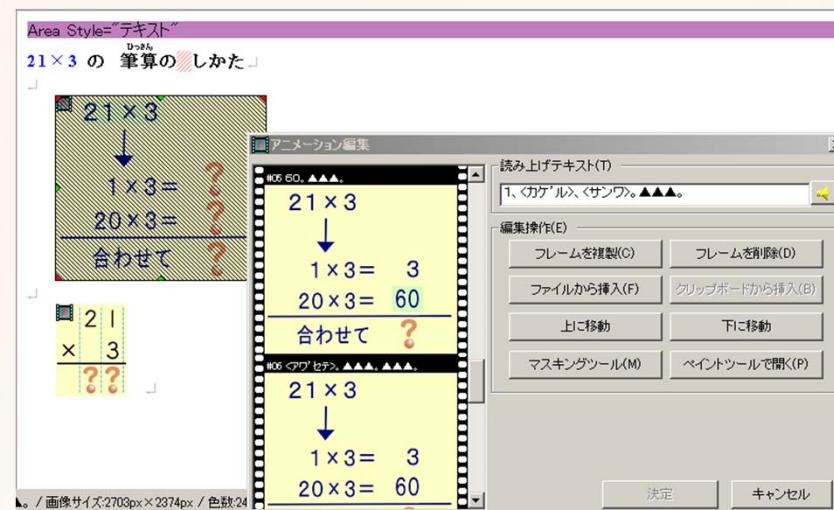 Area Style="テキスト"
ひっさん
21×3 の 筆算の しかた
21×3
↓
1×3= ?
20×3= ?
合わせて ?
21
× 3
??
アニメーション編集
#05 60。▲▲▲。
21×3
↓
1×3= 3
20×3= 60
合わせて ?
#06 <アワ゛セテ>。▲▲▲。▲▲▲。
21×3
↓
1×3= 3
20×3= 60
読み上げテキスト(T)
1、<カケ゛ル>、<サンワ>。▲▲▲。
編集操作(E)
フレームを複製(C) フレームを削除(D)
ファイルから挿入(F) クリップボードから挿入(B)
上に移動 下に移動
マスキングツール(M) ペイントツールで開く(P)
決定 キャンセル
▲。/ 画像サイズ:2703px×2374px / 色数:24